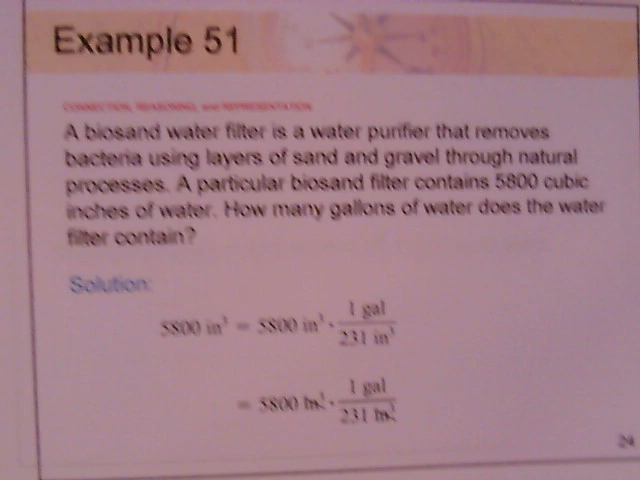 Example 51
CONNECTION, REASONING, and REPRESENTATION
A biosand water filter is a water purifier that removes
bacteria using layers of sand and gravel through natural
processes. A particular biosand filter contains 5800 cubic
inches of water. How many gallons of water does the water
filter contain?
Solution:
5800 in³ = 5800 in³ · 1 gal / 231 in³
= 5800 in³ · 1 gal / 231 in³
24